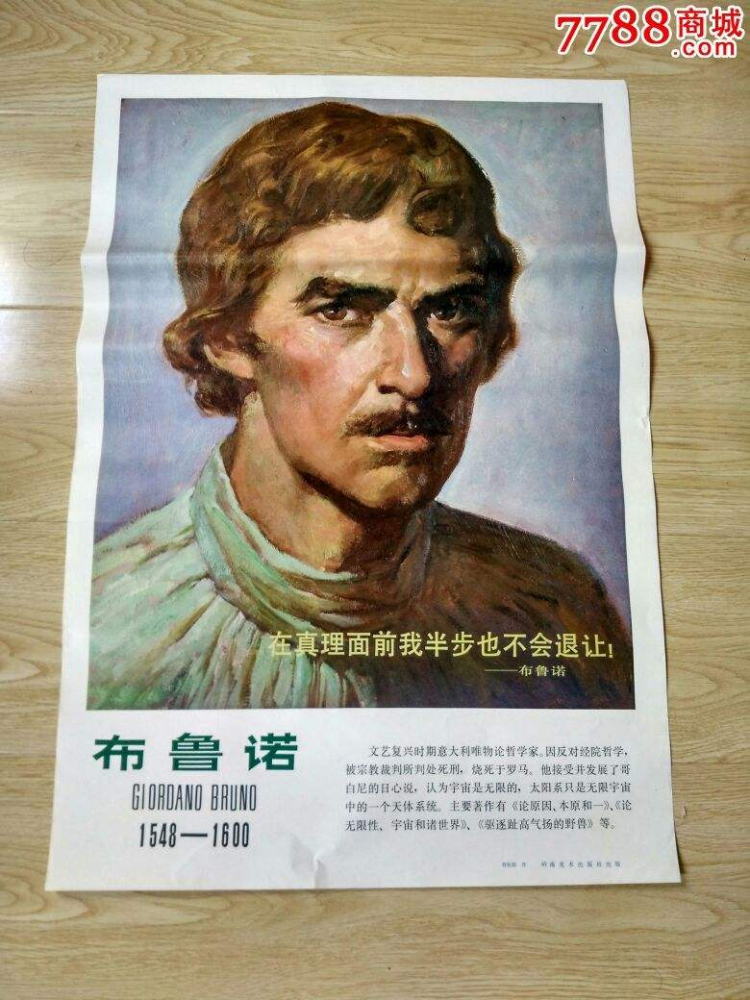 7788商城
.com
在真理面前我半步也不会退让!
——布鲁诺
布鲁诺
GIORDANO BRUNO
1548—1600
文艺复兴时期意大利唯物论哲学家。因反对经院哲学,
被宗教裁判所判处死刑,烧死于罗马。他接受并发展了哥
白尼的日心说,认为宇宙是无限的,太阳系只是无限宇宙
中的一个天体系统。主要著作有《论原因、本原和一》、《论
无限性、宇宙和诸世界》、《驱逐趾高气扬的野兽》等。
作 岭南美术出版社出版